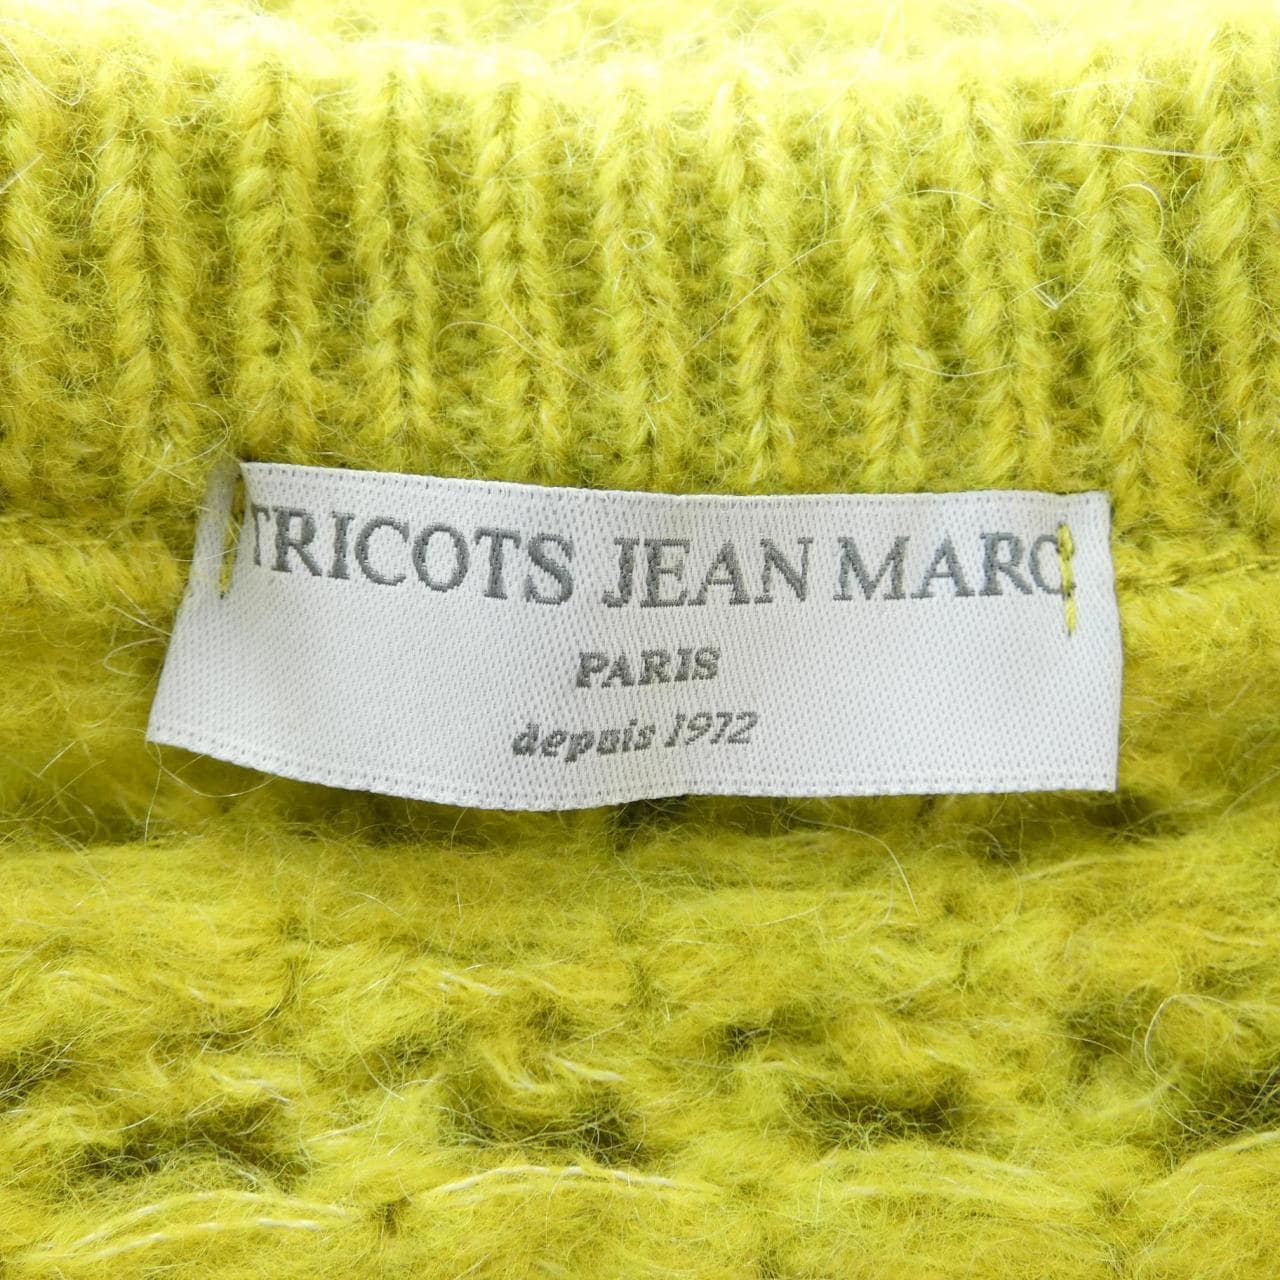 TRICOTS JEAN MARC
PARIS
depuis 1972